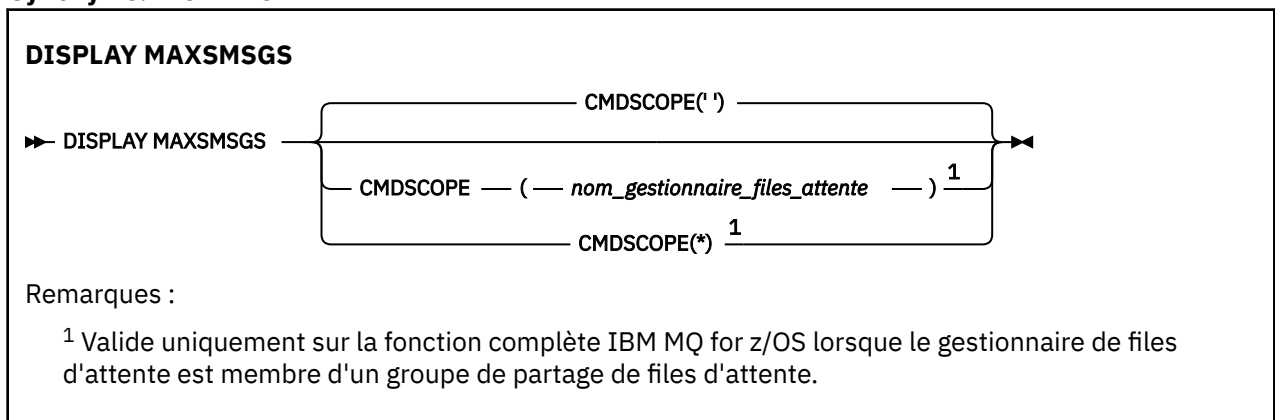 DISPLAY MAXSMSGS
CMDSCOPE(' ')
DISPLAY MAXSMSGS
CMDSCOPE ( nom_gestionnaire_files_attente ) 1
CMDSCOPE(*) 1
Remarques :
1 Valide uniquement sur la fonction complète IBM MQ for z/OS lorsque le gestionnaire de files
d'attente est membre d'un groupe de partage de files d'attente.